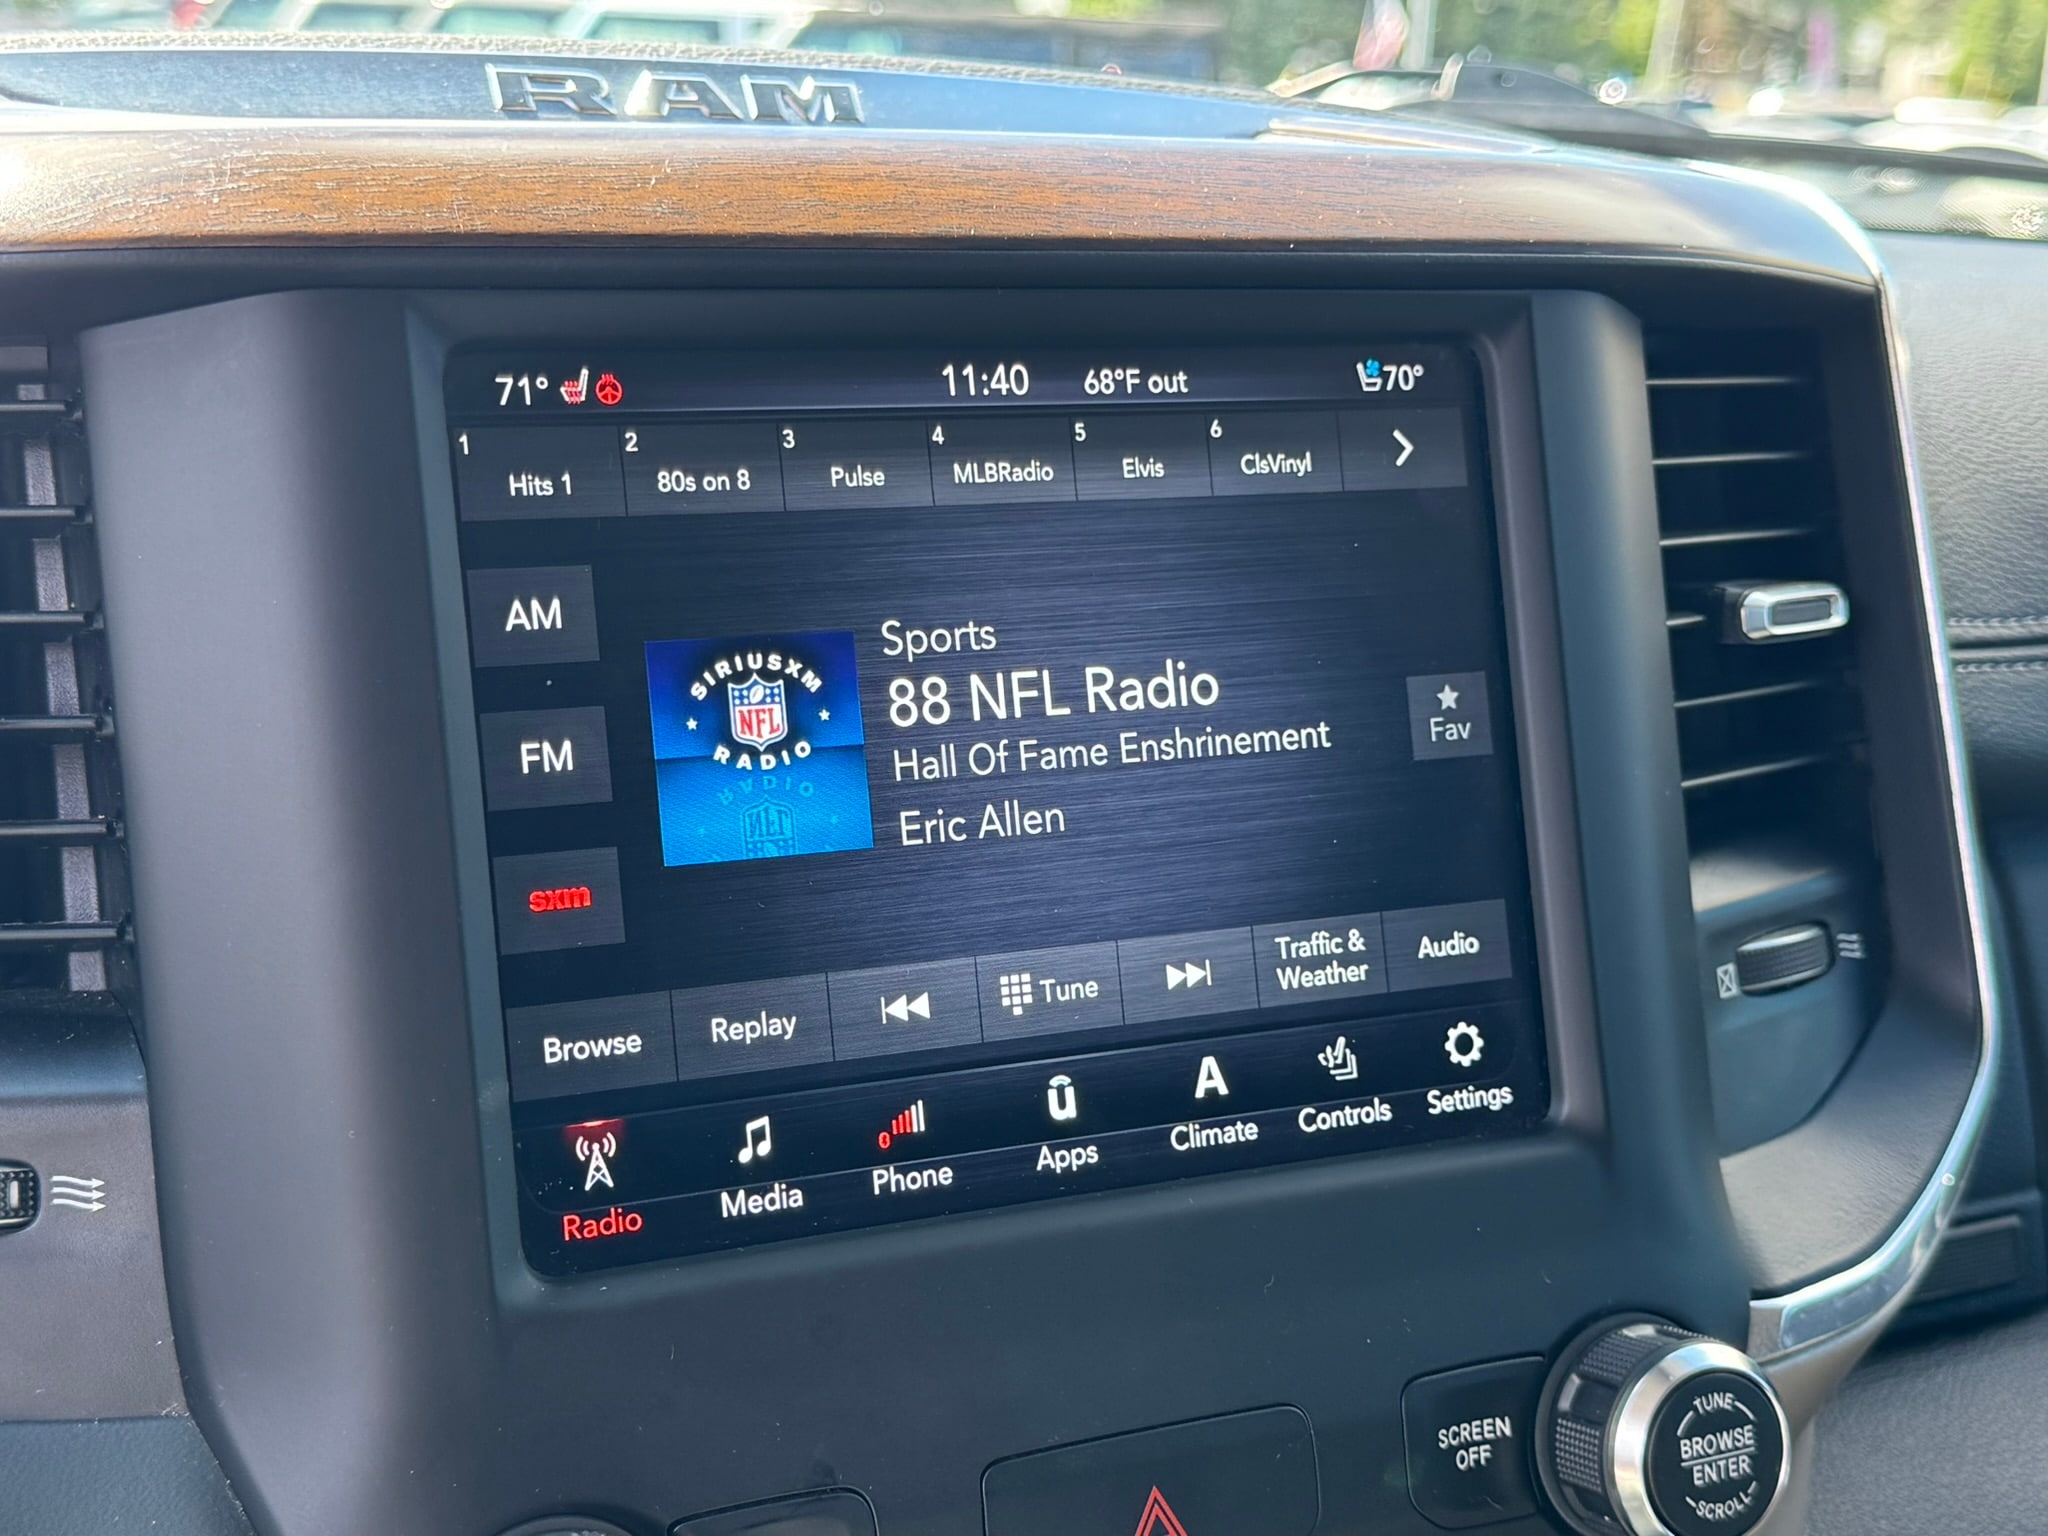 RAM
71°
11:40
68°F out
70°
1
Hits 1
2
80s on 8
3
Pulse
4
MLBRadio
5
Elvis
6
ClsVinyl
AM
FM
sxm
SIRIUSXM
NFL
RADIO
Sports
88 NFL Radio
Hall Of Fame Enshrinement
Eric Allen
Fav
Browse
Replay
Tune
Traffic &
Weather
Audio
Radio
Media
Phone
u
Apps
A
Climate
Controls
Settings
SCREEN
OFF
TUNE
BROWSE
ENTER
SCROLL